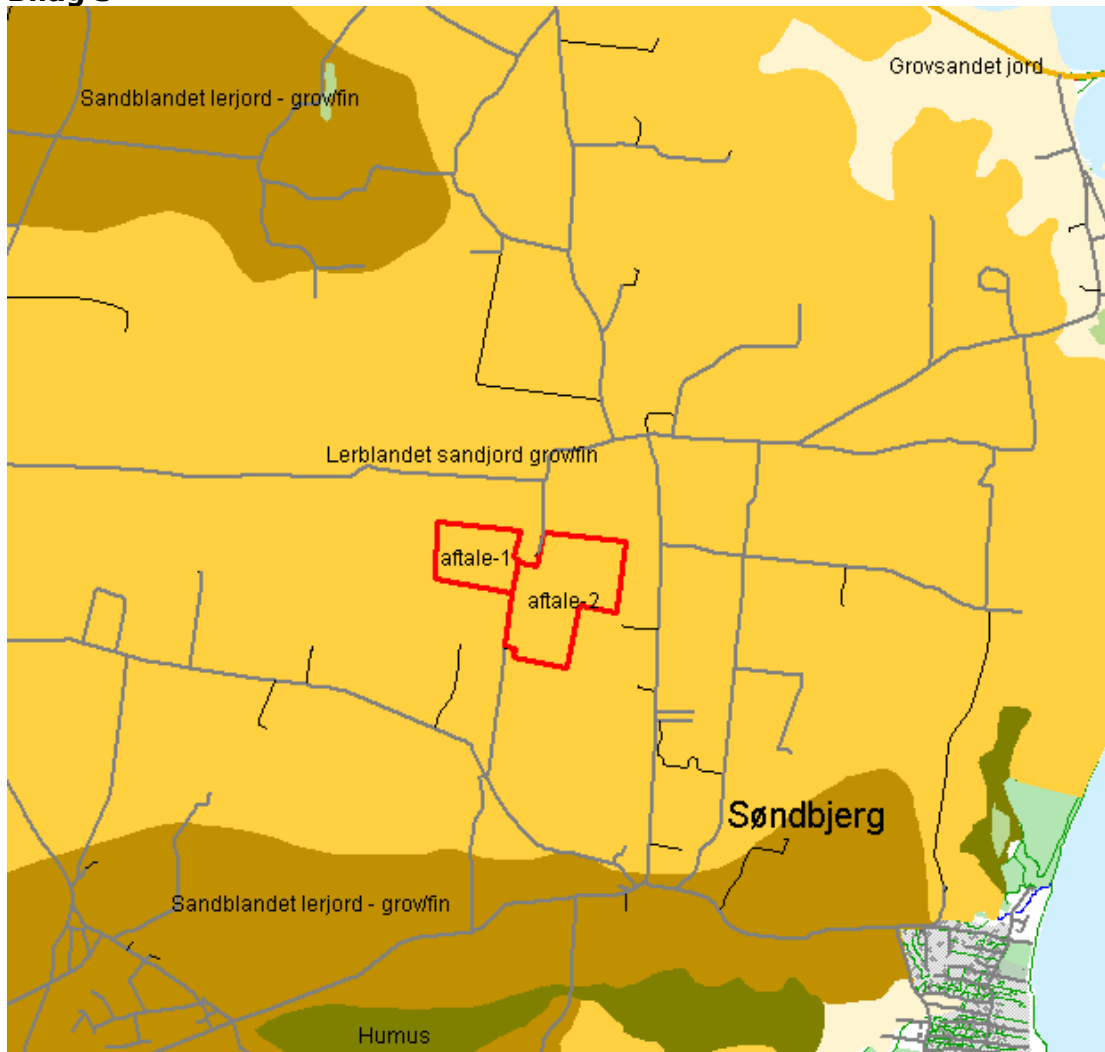 Grovsandet jord
Sandblandet lerjord - grov/fin
Lerblandet sandjord grov/fin
aftale-1
aftale-2
Søndbjerg
Sandblandet lerjord - grov/fin
Humus